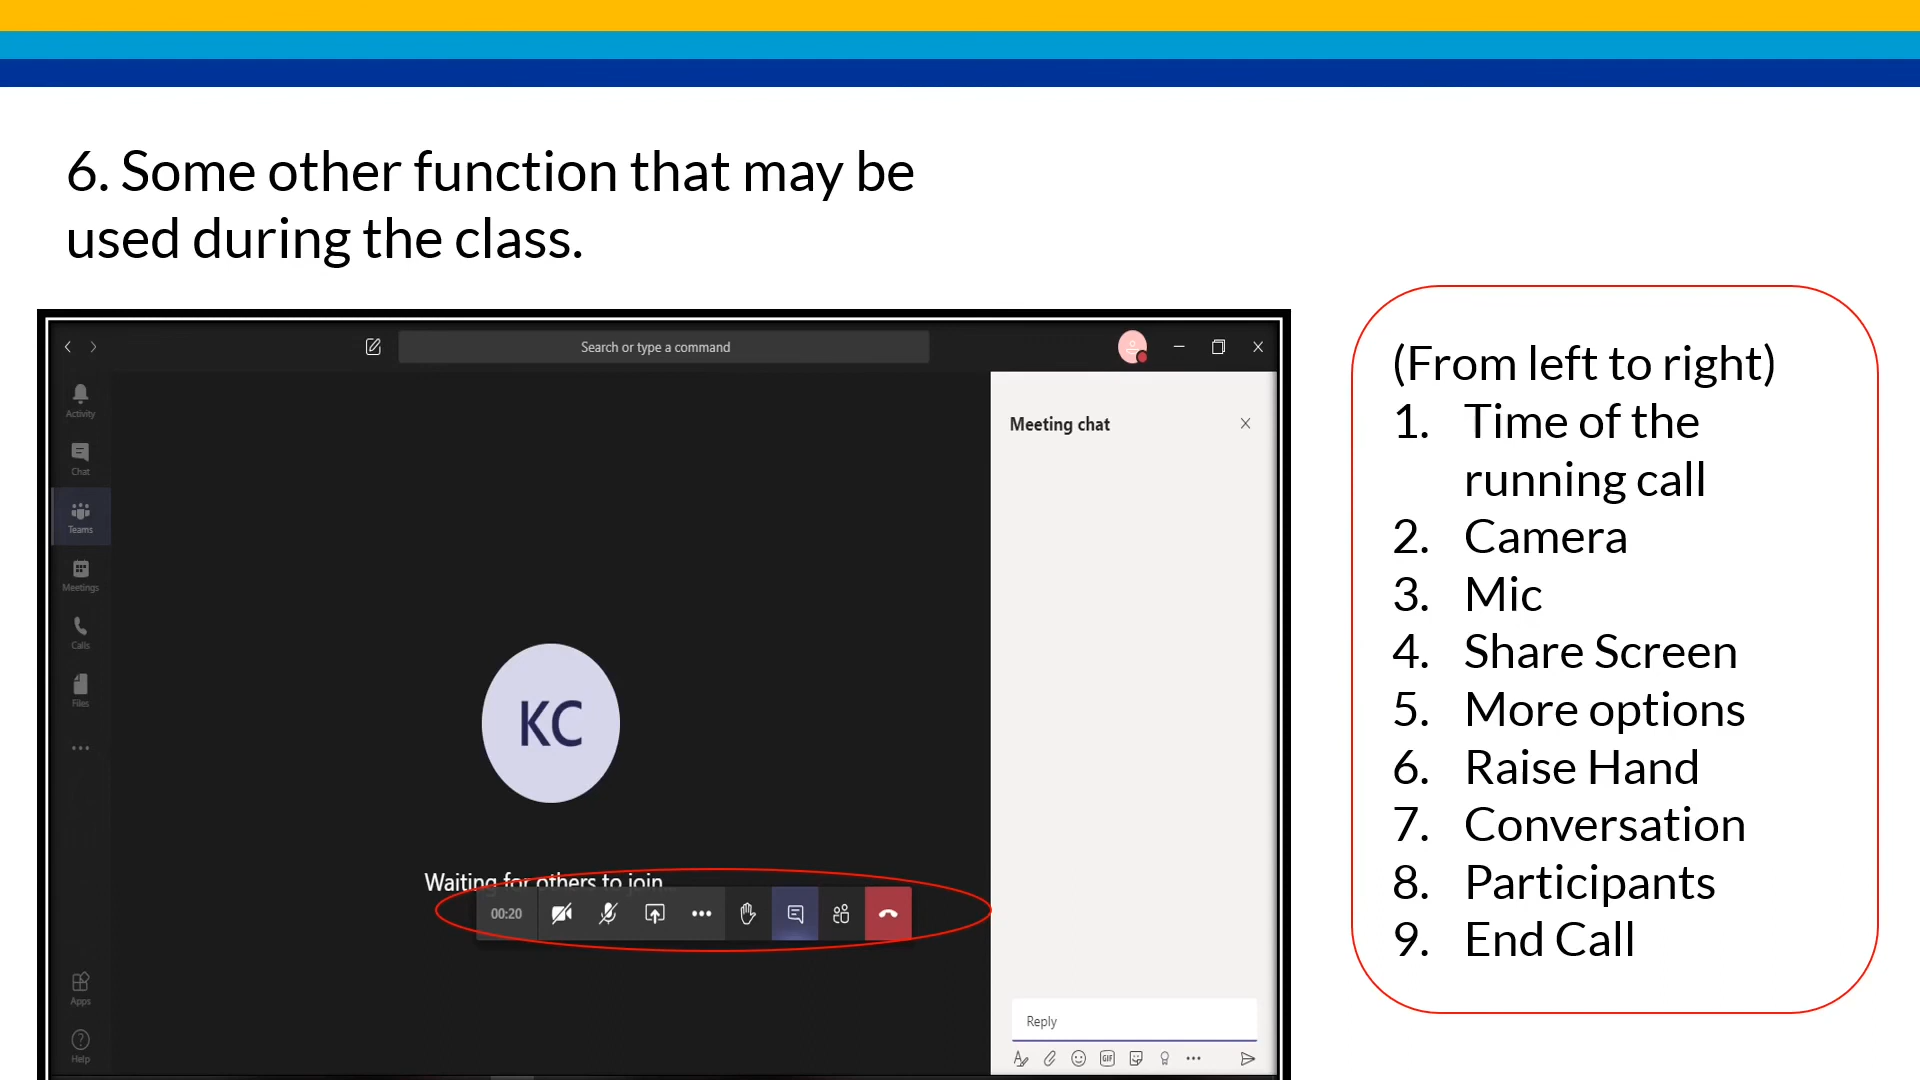 6. Some other function that may be
used during the class.
Search or type a command
Activity
Chat
Teams
Meetings
Calls
Files
Apps
Help
KC
Waiting for others to join
00:20
Meeting chat
Reply
GIF
(From left to right)
1. Time of the
running call
2. Camera
3. Mic
4. Share Screen
5. More options
6. Raise Hand
7. Conversation
8. Participants
9. End Call